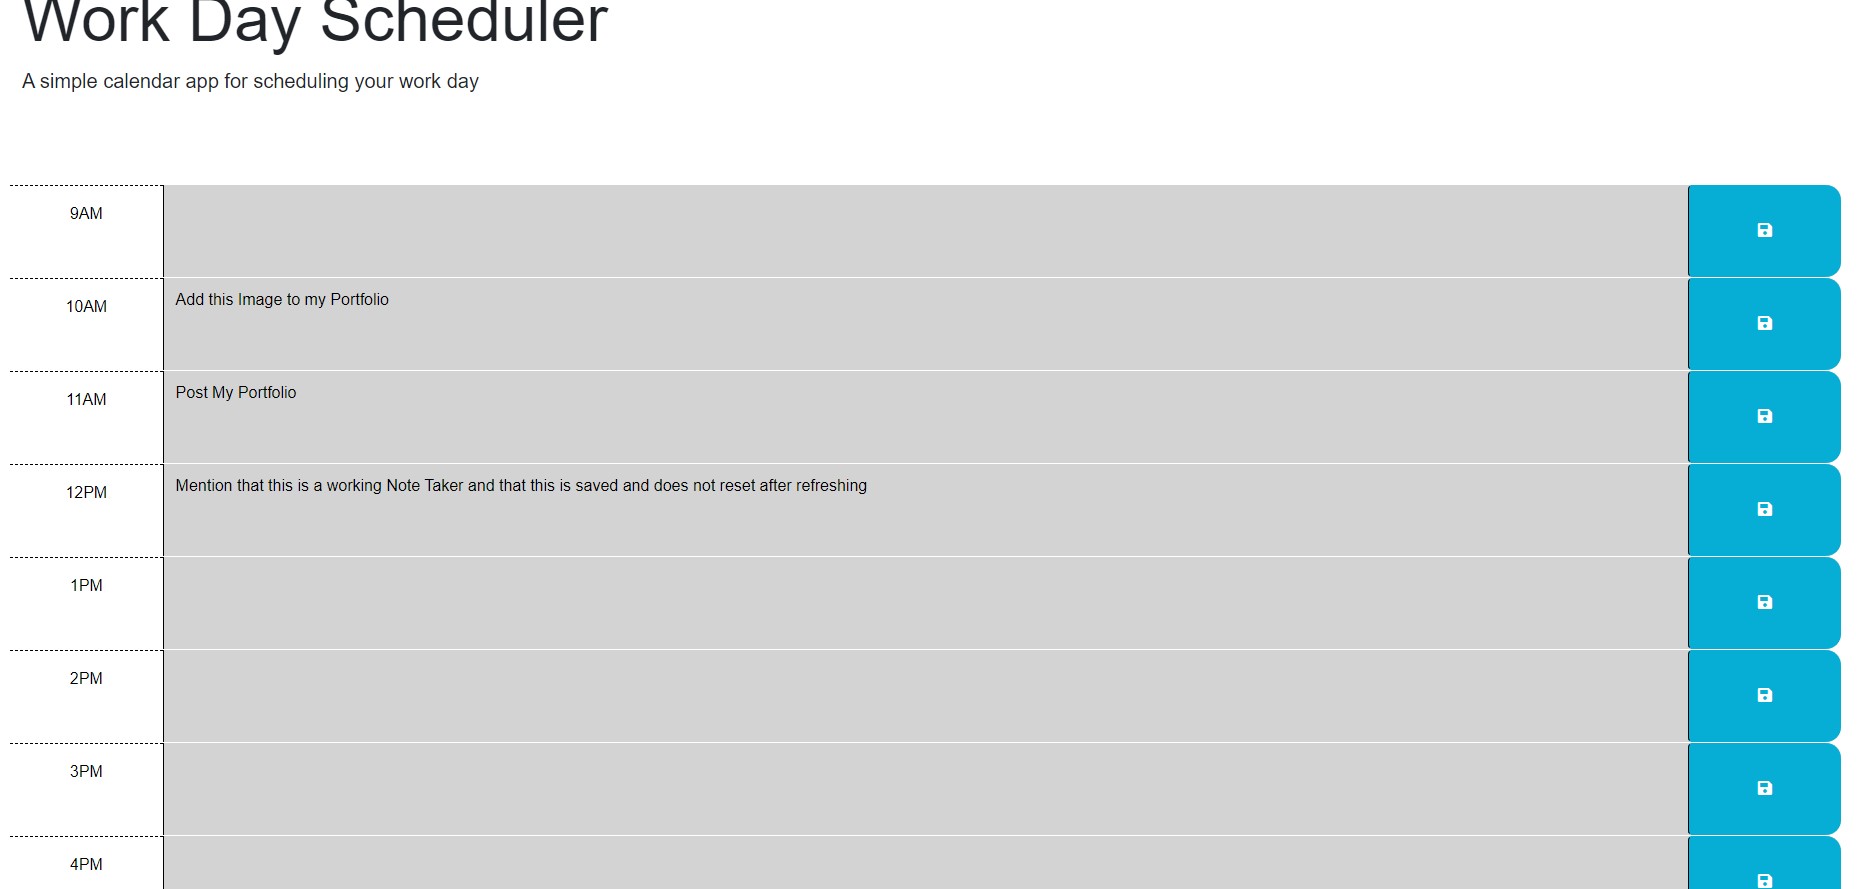 Work Day Scheduler
A simple calendar app for scheduling your work day
9AM
10AM
Add this Image to my Portfolio
11AM
Post My Portfolio
12PM
Mention that this is a working Note Taker and that this is saved and does not reset after refreshing
1PM
2PM
3PM
4PM